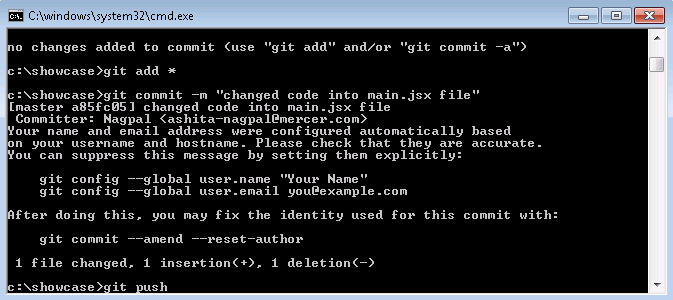 C:\windows\system32\cmd.exe
no changes added to commit (use "git add" and/or "git commit -a")
c:\showcase>git add *
c:\showcase>git commit -m "changed code into main.jsx file"
[master a85fc05] changed code into main.jsx file
Committer: Nagpal <ashita-nagpal@mercer.com>
Your name and email address were configured automatically based
on your username and hostname. Please check that they are accurate.
You can suppress this message by setting them explicitly:
git config --global user.name "Your Name"
git config --global user.email you@example.com
After doing this, you may fix the identity used for this commit with:
git commit --amend --reset-author
1 file changed, 1 insertion(+), 1 deletion(-)
c:\showcase>git push